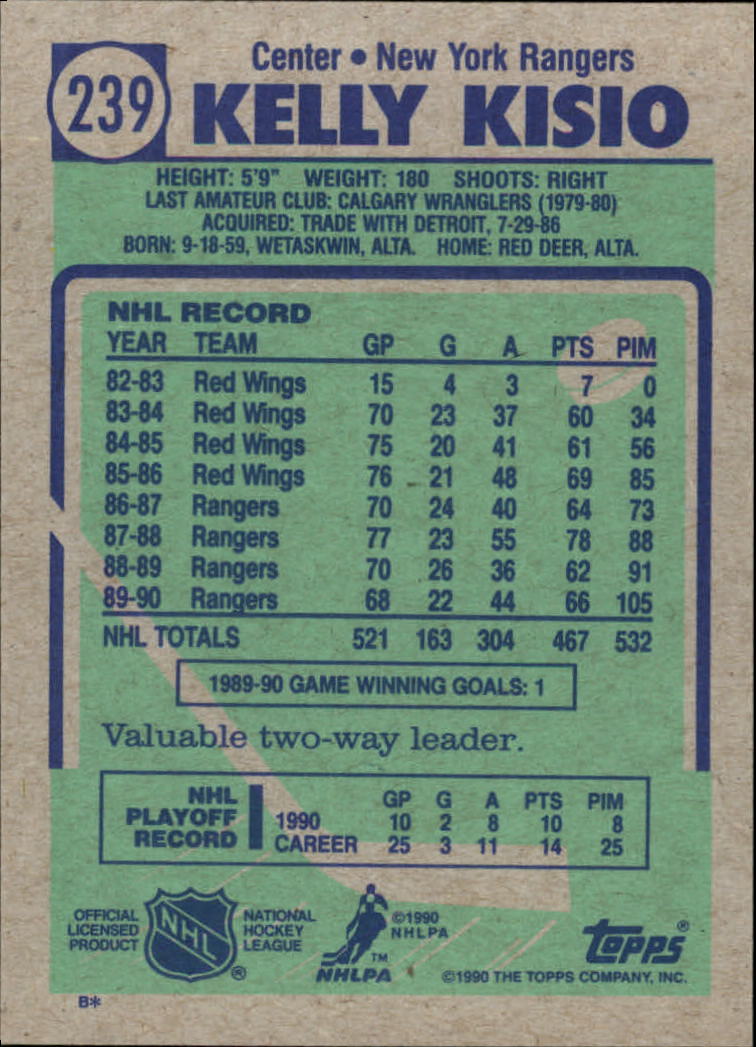 239
Center • New York Rangers
KELLY KISIO
HEIGHT: 5'9" WEIGHT: 180 SHOOTS: RIGHT
LAST AMATEUR CLUB: CALGARY WRANGLERS (1979-80)
ACQUIRED: TRADE WITH DETROIT, 7-29-86
BORN: 9-18-59, WETASKWIN, ALTA. HOME: RED DEER, ALTA.
NHL RECORD
YEAR TEAM GP G A PTS PIM
82-83 Red Wings 15 4 3 7 0
83-84 Red Wings 70 23 37 60 34
84-85 Red Wings 75 20 41 61 56
85-86 Red Wings 76 21 48 69 85
86-87 Rangers 70 24 40 64 73
87-88 Rangers 77 23 55 78 88
88-89 Rangers 70 26 36 62 91
89-90 Rangers 68 22 44 66 105
NHL TOTALS 521 163 304 467 532
1989-90 GAME WINNING GOALS: 1
Valuable two-way leader.
NHL PLAYOFF RECORD
GP G A PTS PIM
1990 10 2 8 10 8
CAREER 25 3 11 14 25
OFFICIAL
LICENSED
PRODUCT
NHL
®
NATIONAL
HOCKEY
LEAGUE
TM
NHLPA
©1990
NHLPA
topps®
©1990 THE TOPPS COMPANY, INC.
B*